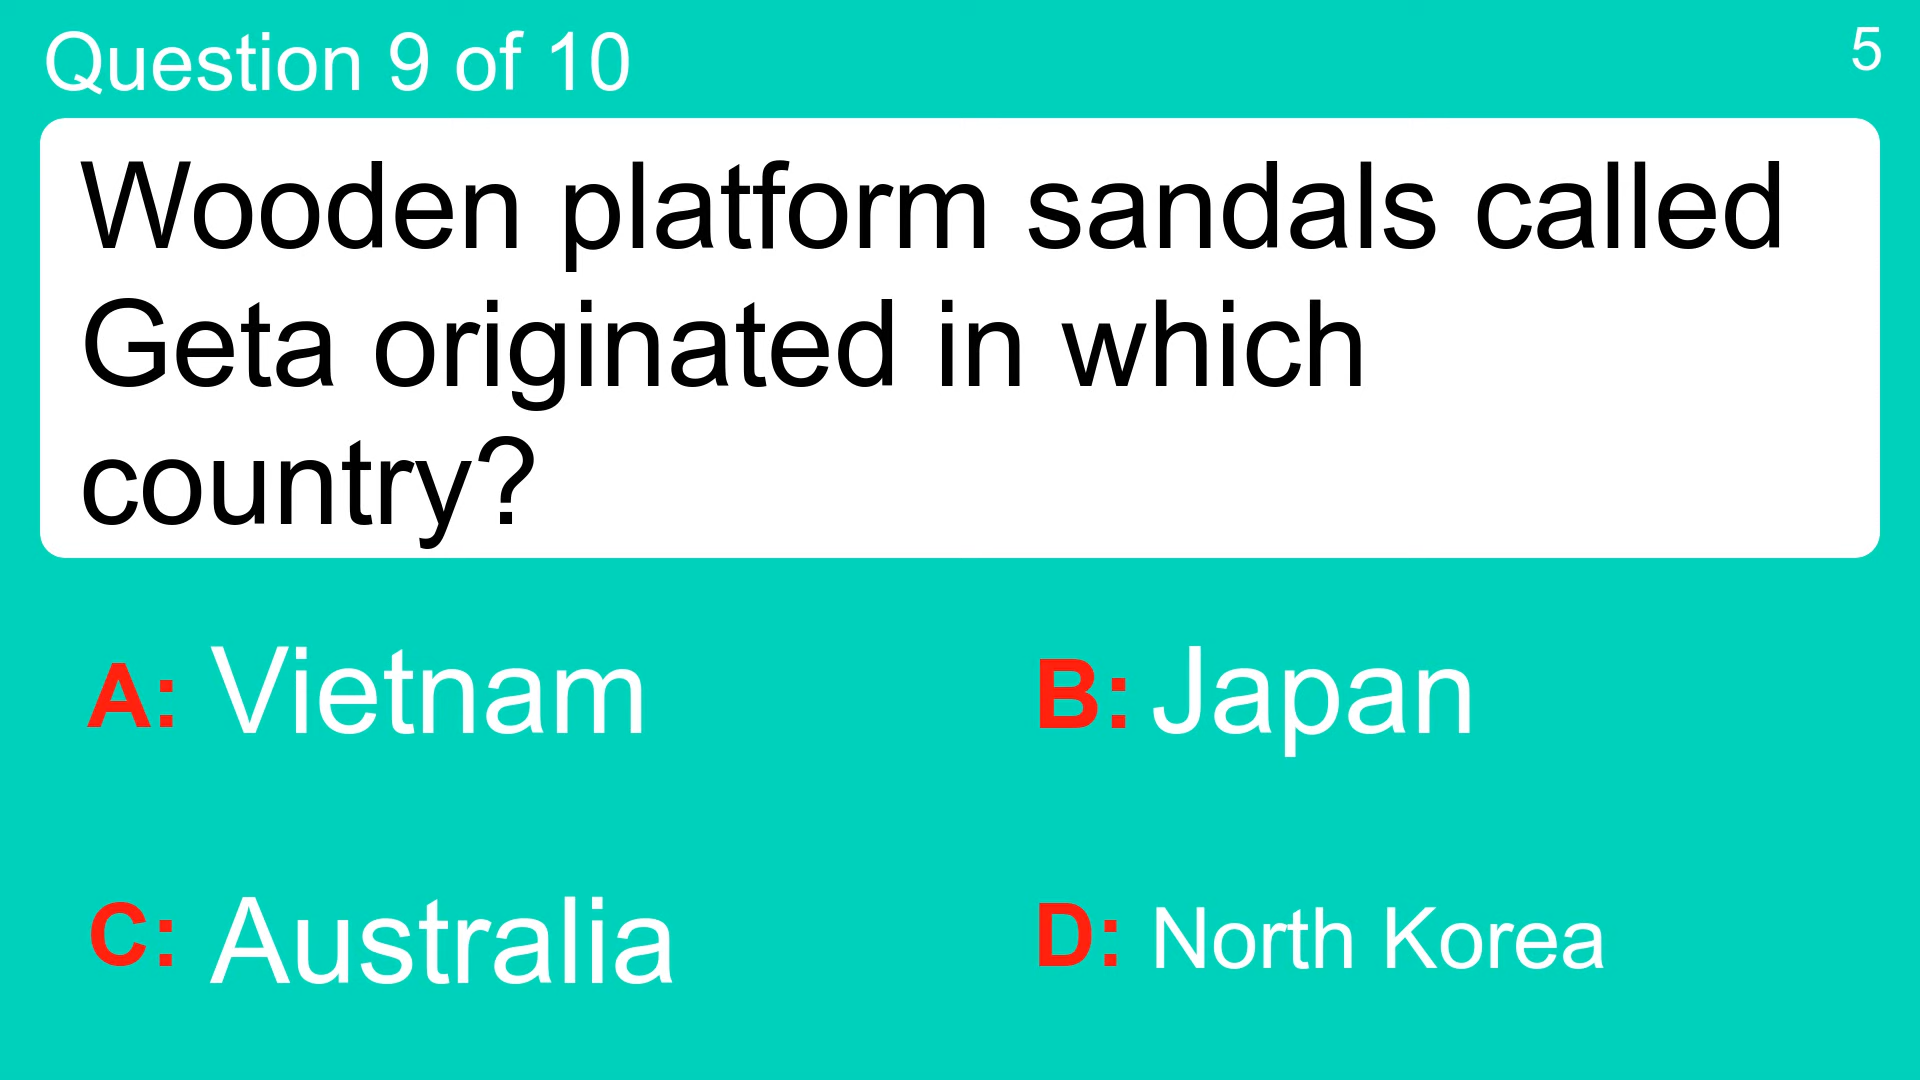 Question 9 of 10
5
Wooden platform sandals called
Geta originated in which
country?
A: Vietnam
B: Japan
C: Australia
D: North Korea